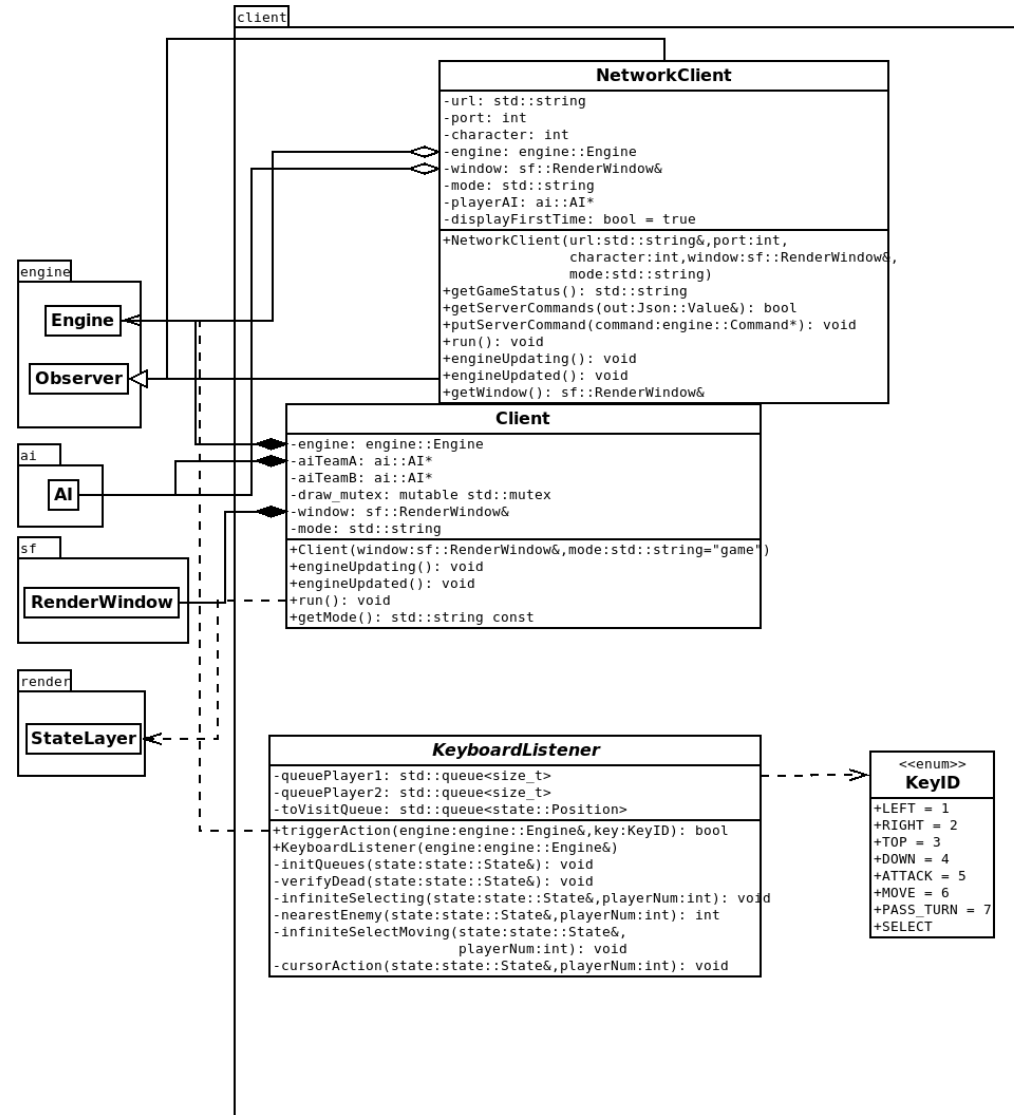 client
NetworkClient
-url: std::string
-port: int
-character: int
-engine: engine::Engine
-window: sf::RenderWindow&
-mode: std::string
-playerAI: ai::AI*
-displayFirstTime: bool = true
+NetworkClient(url:std::string&,port:int,
character:int,window:sf::RenderWindow&,
mode:std::string)
+getGameStatus(): std::string
+getServerCommands(out:Json::Value&): bool
+putServerCommand(command:engine::Command*): void
+run(): void
+engineUpdating(): void
+engineUpdated(): void
+getWindow(): sf::RenderWindow&
engine
Engine
Observer
Client
-engine: engine::Engine
-aiTeamA: ai::AI*
-aiTeamB: ai::AI*
-draw_mutex: mutable std::mutex
-window: sf::RenderWindow&
-mode: std::string
+Client(window:sf::RenderWindow&,mode:std::string="game")
+engineUpdating(): void
+engineUpdated(): void
+run(): void
+getMode(): std::string const
ai
AI
sf
RenderWindow
render
StateLayer
KeyboardListener
-queuePlayer1: std::queue<size_t>
-queuePlayer2: std::queue<size_t>
-toVisitQueue: std::queue<state::Position>
+triggerAction(engine:engine::Engine&,key:KeyID): bool
+KeyboardListener(engine:engine::Engine&)
-initQueues(state:state::State&): void
-verifyDead(state:state::State&): void
-infiniteSelecting(state:state::State&,playerNum:int): void
-nearestEnemy(state:state::State&,playerNum:int): int
-infiniteSelectMoving(state:state::State&,
playerNum:int): void
-cursorAction(state:state::State&,playerNum:int): void
<<enum>>
KeyID
+LEFT = 1
+RIGHT = 2
+TOP = 3
+DOWN = 4
+ATTACK = 5
+MOVE = 6
+PASS_TURN = 7
+SELECT